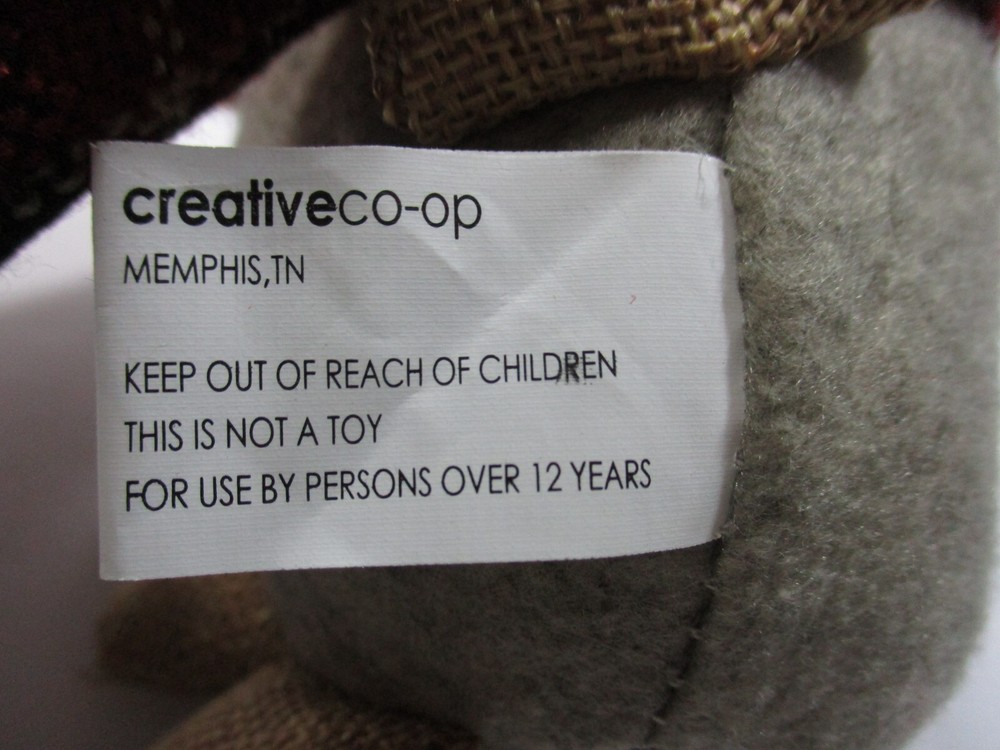 creativeco-op
MEMPHIS,TN
KEEP OUT OF REACH OF CHILDREN
THIS IS NOT A TOY
FOR USE BY PERSONS OVER 12 YEARS